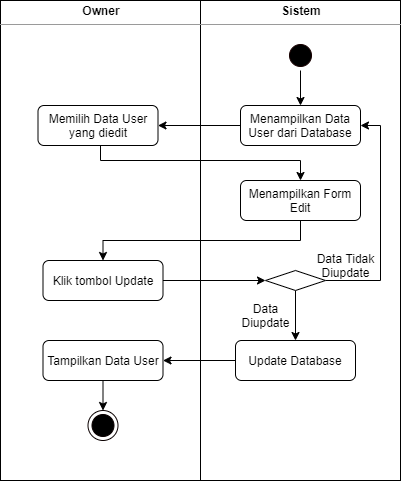 Owner
Sistem
Menampilkan Data
User dari Database
Memilih Data User
yang diedit
Menampilkan Form
Edit
Klik tombol Update
Data Tidak
Diupdate
Data
Diupdate
Update Database
Tampilkan Data User